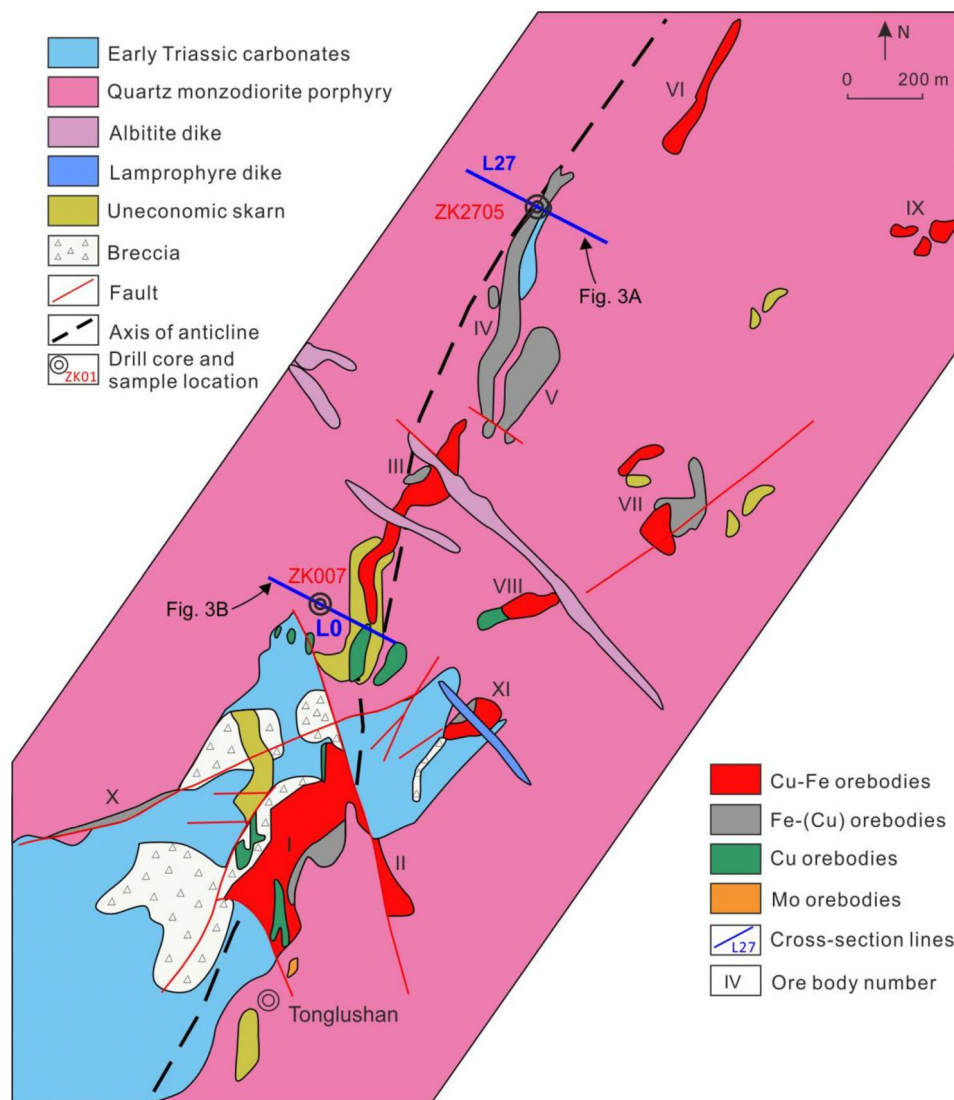 Early Triassic carbonates
Quartz monzodiorite porphyry
Albitite dike
Lamprophyre dike
Uneconomic skarn
Breccia
Fault
Axis of anticline
ZK01
Drill core and
sample location
N
0 200 m
VI
L27
ZK2705
IX
Fig. 3A
IV
V
III
VII
ZK007
Fig. 3B
L0
VIII
XI
X
I
II
Tonglushan
Cu-Fe orebodies
Fe-(Cu) orebodies
Cu orebodies
Mo orebodies
L27
Cross-section lines
IV
Ore body number